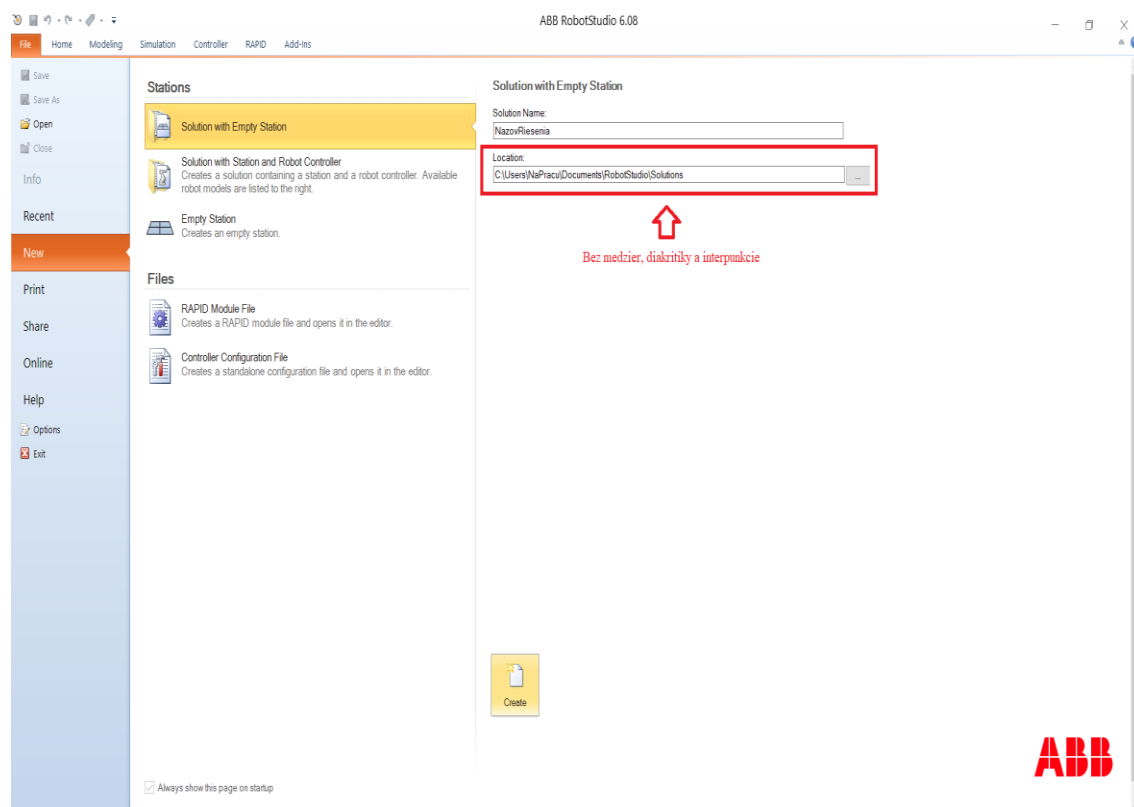 ABB RobotStudio 6.08
File Home Modeling Simulation Controller RAPID Add-Ins
Save
Save As
Open
Close
Info
Recent
New
Print
Share
Online
Help
Options
Exit
Stations
Solution with Empty Station
Solution with Station and Robot Controller
Creates a solution containing a station and a robot controller. Available
robot models are listed to the right.
Empty Station
Creates an empty station.
Files
RAPID Module File
Creates a RAPID module file and opens it in the editor.
Controller Configuration File
Creates a standalone configuration file and opens it in the editor.
Always show this page on startup
Solution with Empty Station
Solution Name:
NazovRiesenia
Location:
C:\Users\NaPracu\Documents\RobotStudio\Solutions
...
Bez medzier, diakritiky a interpunkcie
Create
ABB